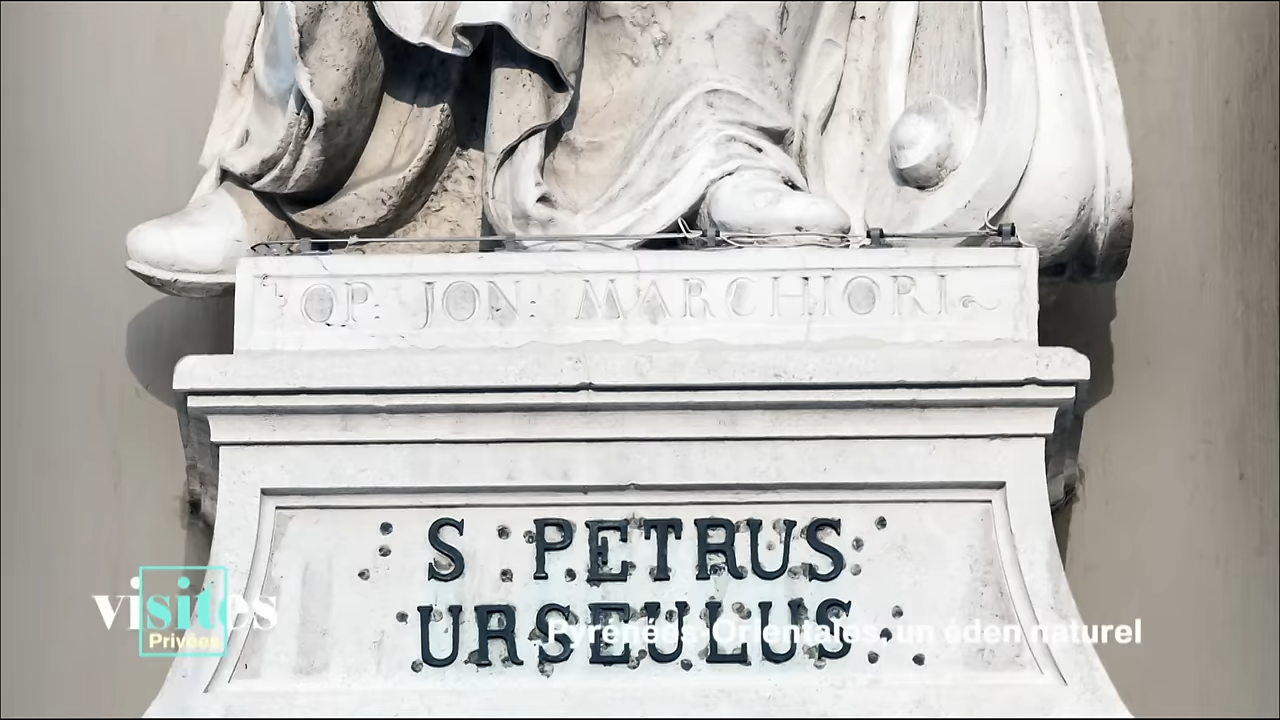 OP: JON: MARCHIORI~
S PETRUS
URSEULUS
visites
Privées
Pyrénées-Orientales, un éden naturel